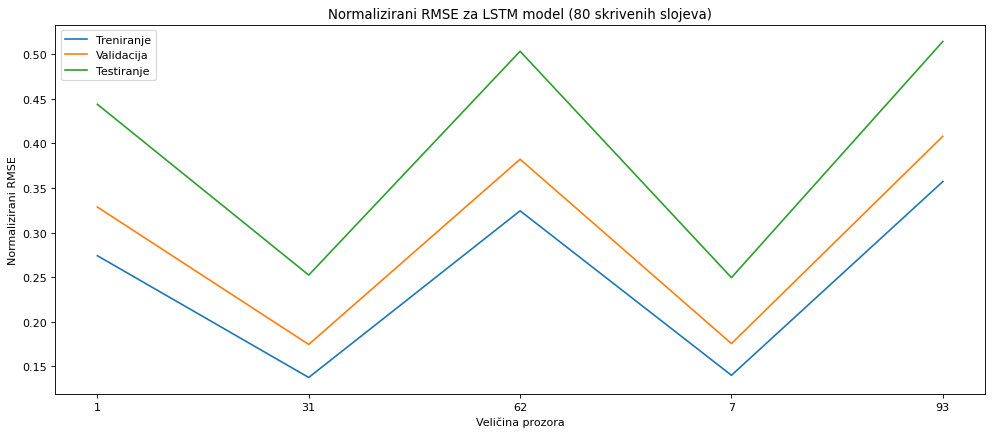 Normalizirani RMSE za LSTM model (80 skrivenih slojeva)
Treniranje
Validacija
Testiranje
Normalizirani RMSE
0.50
0.45
0.40
0.35
0.30
0.25
0.20
0.15
1 31 62 7 93
Veličina prozora